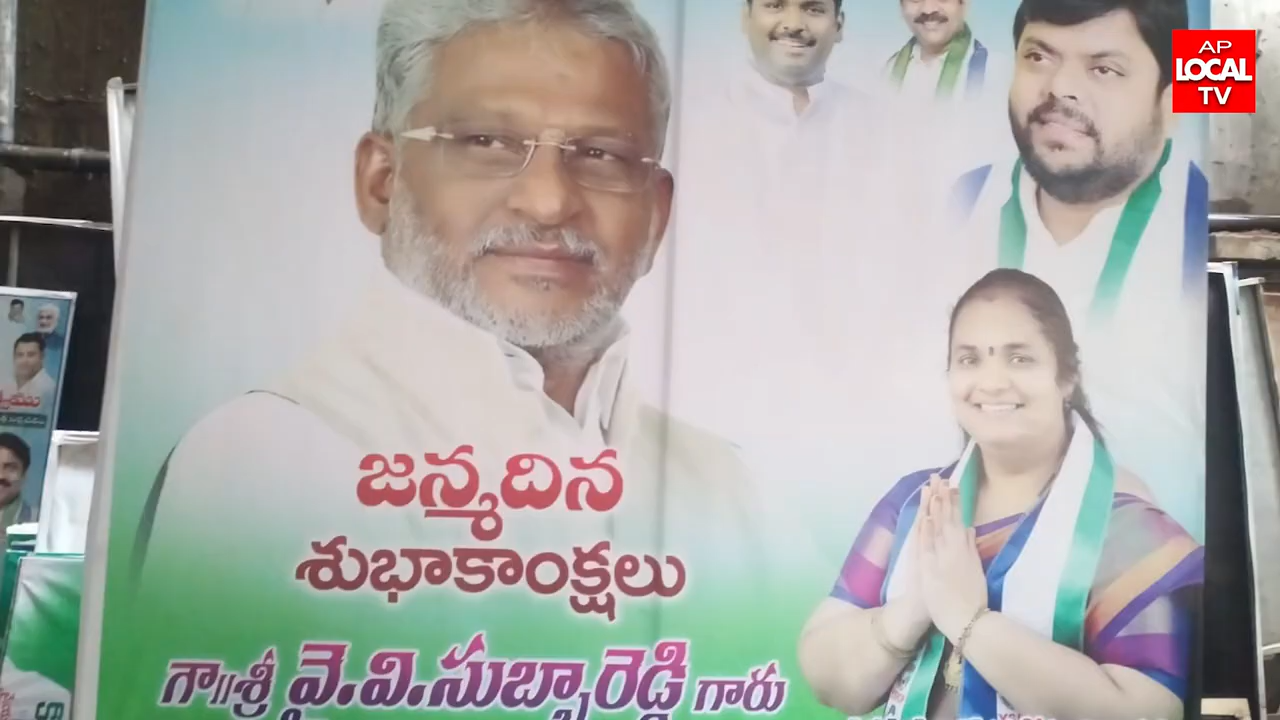 AP
LOCAL
TV
జన్మదిన
శుభాకాంక్షలు
గౌ||శ్రీ వై.వి.సుబ్బారెడ్డి గారు